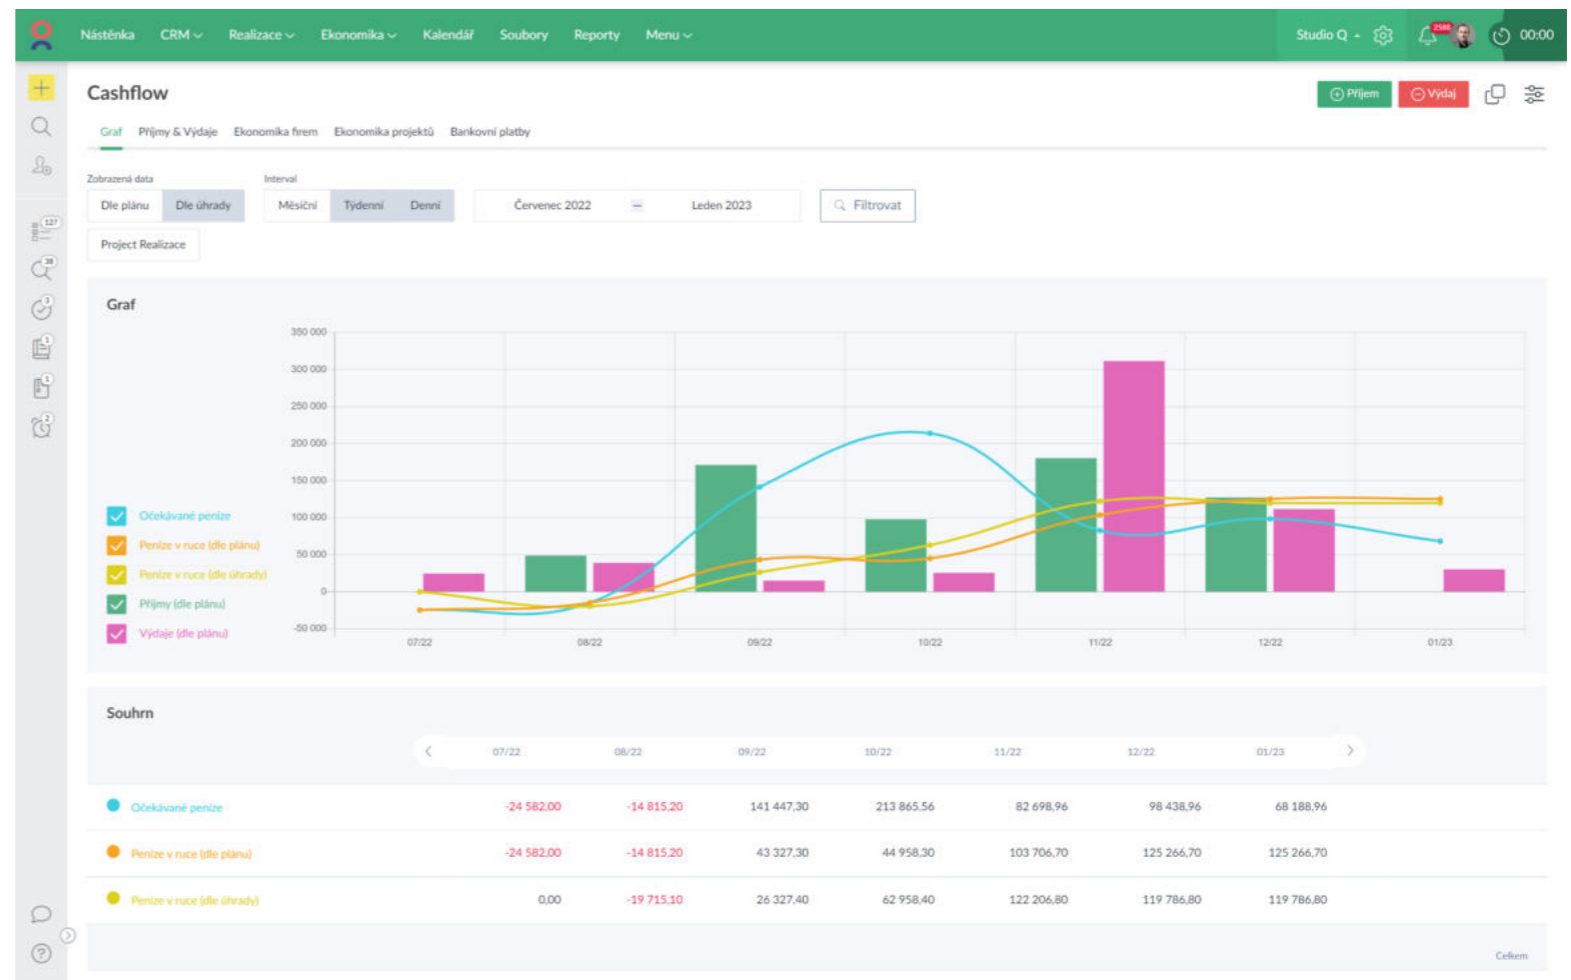 Nástěnka CRM Realizace Ekonomika Kalendář Soubory Reporty Menu Studio Q 2588 00:00
Cashflow
Příjem Výdaj
Graf Příjmy & Výdaje Ekonomika firem Ekonomika projektů Bankovní platby
Zobrazená data Interval
Dle plánu Dle úhrady Měsíční Týdenní Denní Červenec 2022 — Leden 2023 Filtrovat
Project Realizace
127
38
3
1
1
2
Graf
350 000
300 000
250 000
200 000
150 000
100 000
50 000
0
-50 000
Očekávané peníze
Peníze v ruce (dle plánu)
Peníze v ruce (dle úhrady)
Příjmy (dle plánu)
Výdaje (dle plánu)
07/22 08/22 09/22 10/22 11/22 12/22 01/23
Souhrn
07/22 08/22 09/22 10/22 11/22 12/22 01/23
Očekávané peníze -24 582,00 -14 815,20 141 447,30 213 865,56 82 698,96 98 438,96 68 188,96
Peníze v ruce (dle plánu) -24 582,00 -14 815,20 43 327,30 44 958,30 103 706,70 125 266,70 125 266,70
Peníze v ruce (dle úhrady) 0,00 -19 715,10 26 327,40 62 958,40 122 206,80 119 786,80 119 786,80
Celkem